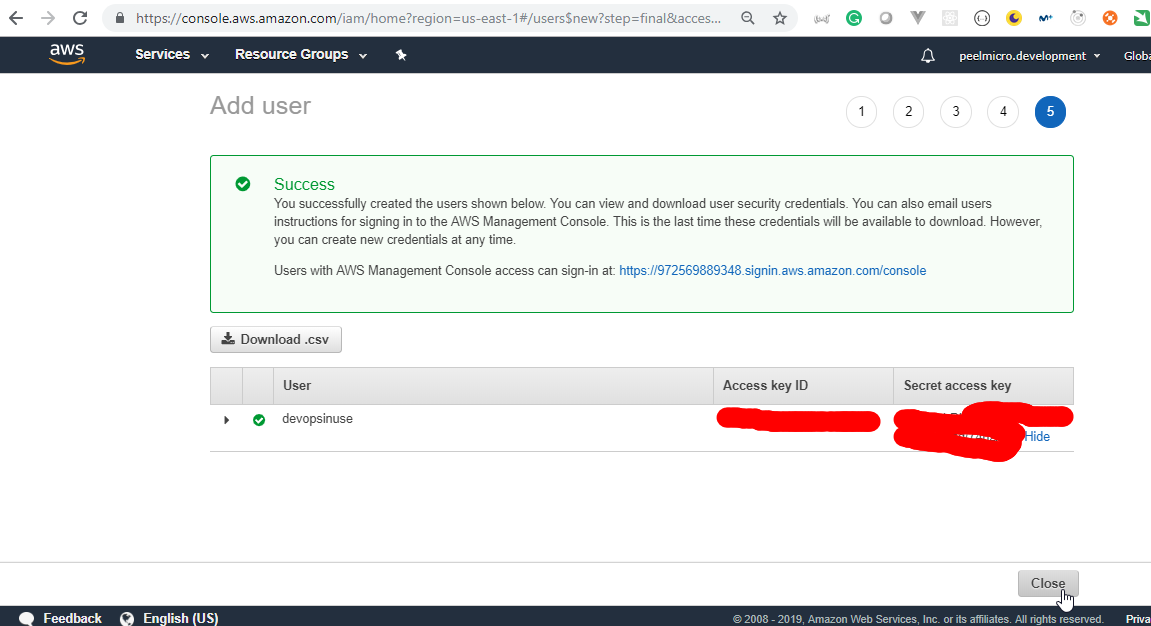 https://console.aws.amazon.com/iam/home?region=us-east-1#/users$new?step=final&acces...
aws
Services
Resource Groups
peelmicro.development
Globa
Add user
1
2
3
4
5
Success
You successfully created the users shown below. You can view and download user security credentials. You can also email users
instructions for signing in to the AWS Management Console. This is the last time these credentials will be available to download. However,
you can create new credentials at any time.
Users with AWS Management Console access can sign-in at: https://972569889348.signin.aws.amazon.com/console
Download .csv
User
Access key ID
Secret access key
devopsinuse
Hide
Close
Feedback
English (US)
© 2008 - 2019, Amazon Web Services, Inc. or its affiliates. All rights reserved.
Priva